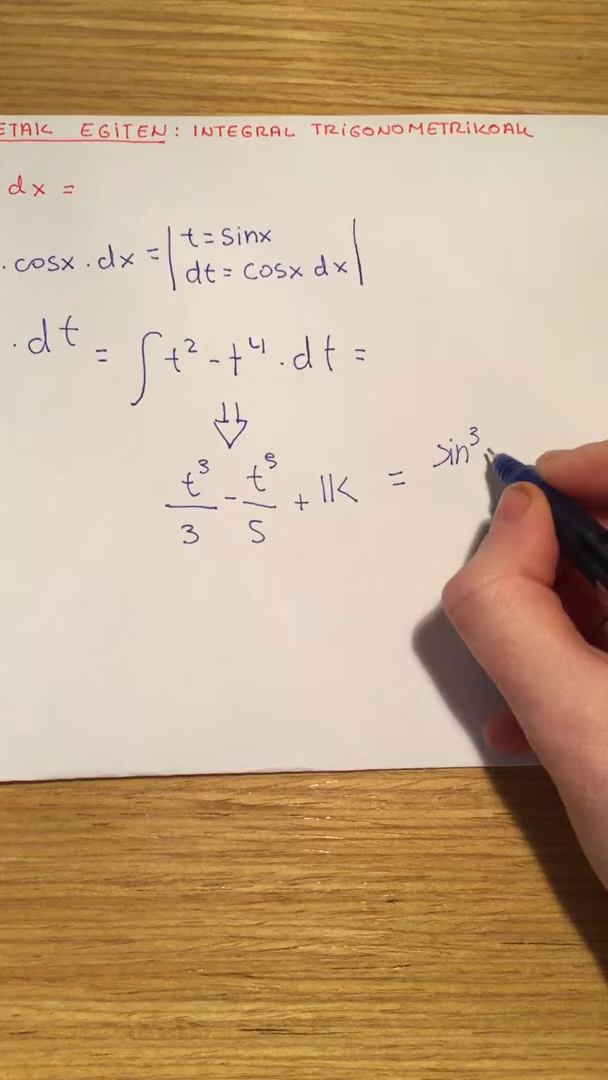 ETAK EGITEN: INTEGRAL TRIGONOMETRIKOAK
dx =
. cosx . dx = | t = sinx
dt = cosx dx |
. dt = ∫ t² - t⁴ . dt =
⇓
t³/3 - t⁵/5 + K = sin³